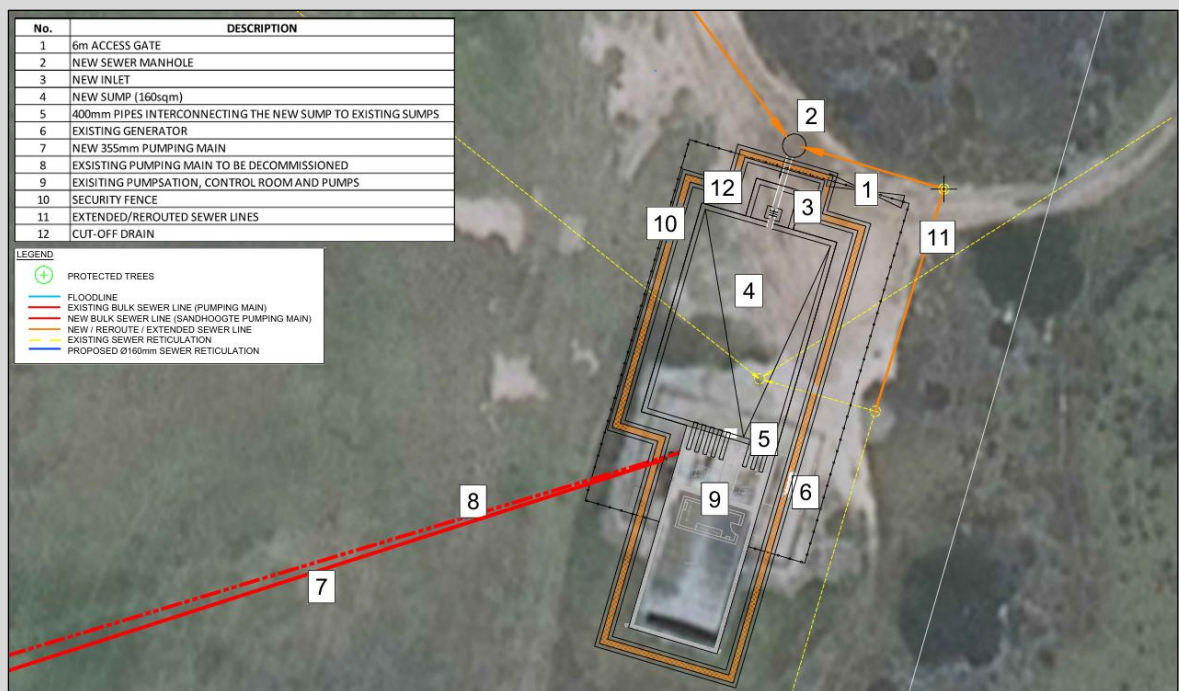 No. DESCRIPTION
1 6m ACCESS GATE
2 NEW SEWER MANHOLE
3 NEW INLET
4 NEW SUMP (160sqm)
5 400mm PIPES INTERCONNECTING THE NEW SUMP TO EXISTING SUMPS
6 EXISTING GENERATOR
7 NEW 355mm PUMPING MAIN
8 EXSISTING PUMPING MAIN TO BE DECOMMISSIONED
9 EXISITING PUMPSATION, CONTROL ROOM AND PUMPS
10 SECURITY FENCE
11 EXTENDED/REROUTED SEWER LINES
12 CUT-OFF DRAIN
LEGEND
PROTECTED TREES
FLOODLINE
EXISTING BULK SEWER LINE (PUMPING MAIN)
NEW BULK SEWER LINE (SANDHOOGTE PUMPING MAIN)
NEW / REROUTE / EXTENDED SEWER LINE
EXISTING SEWER RETICULATION
PROPOSED Ø160mm SEWER RETICULATION
2
12
1
3
10
11
4
5
6
8
9
7